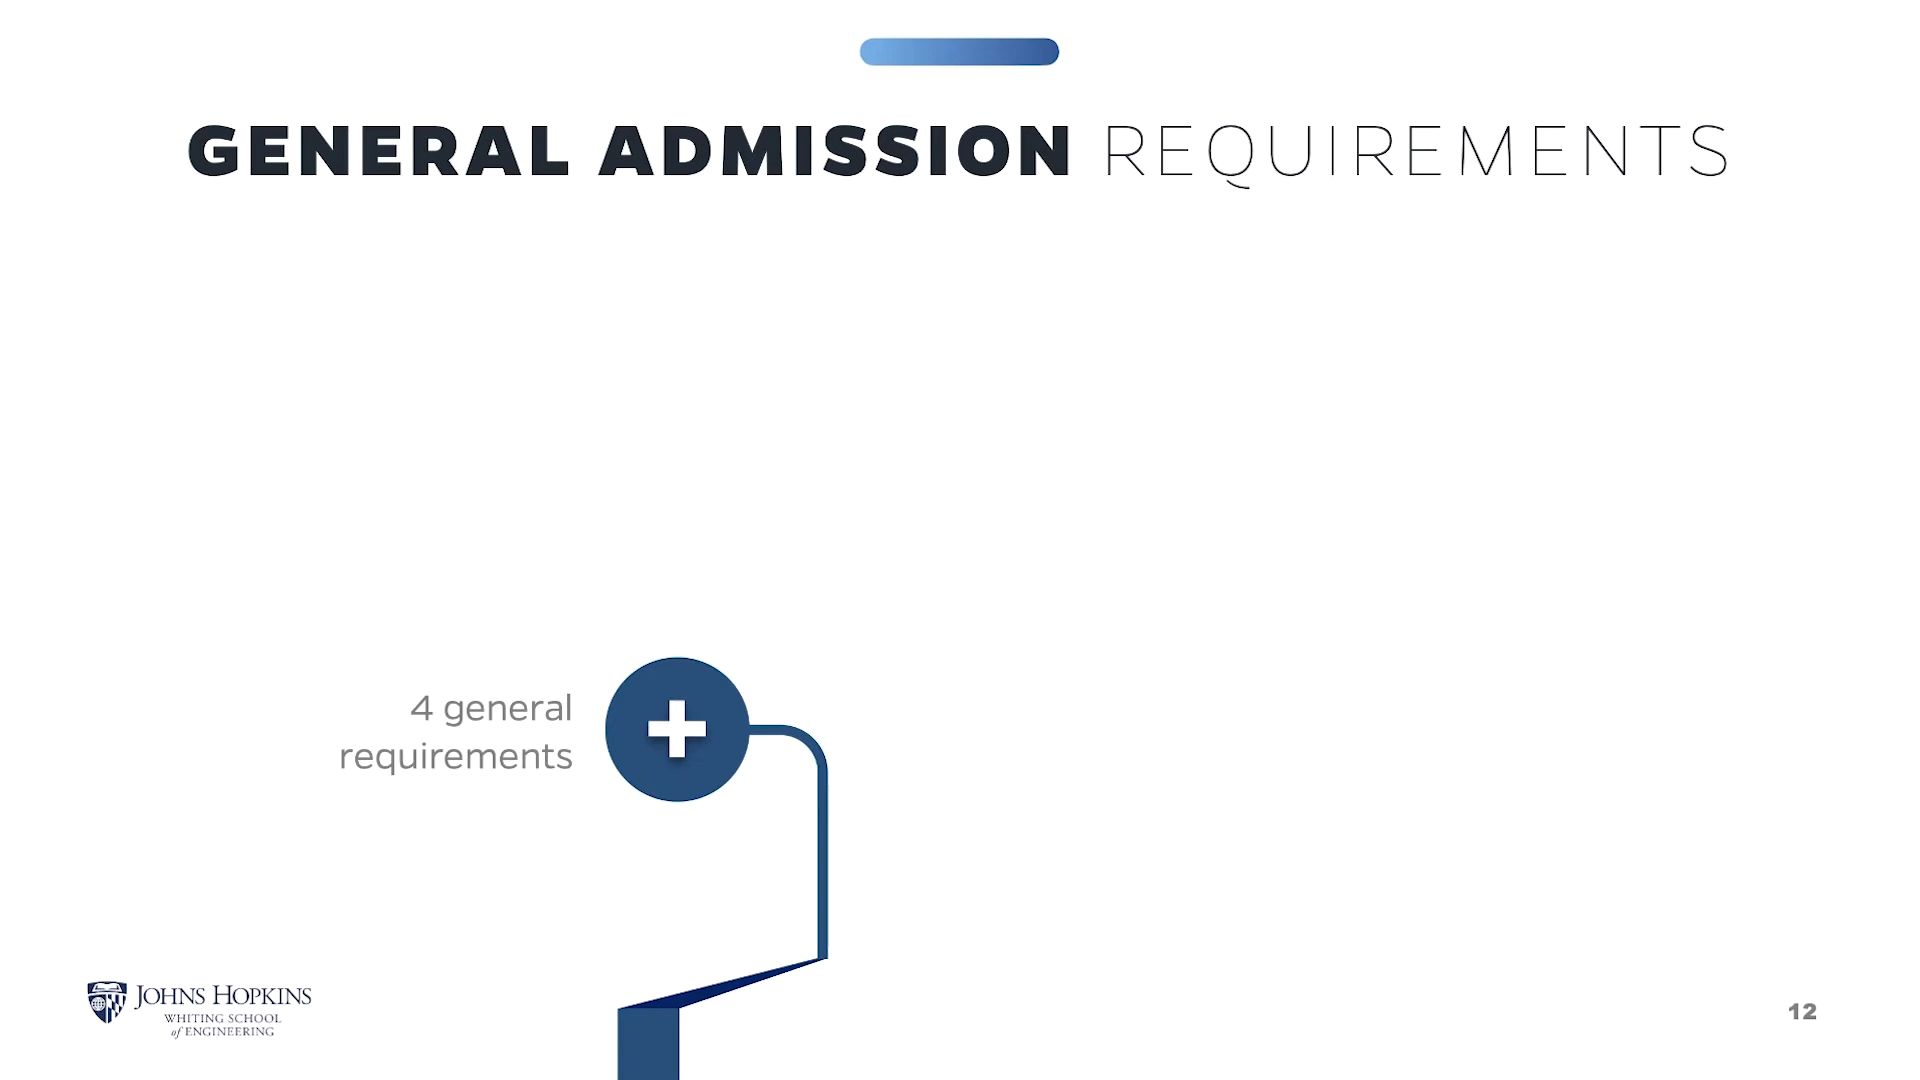 GENERAL ADMISSION REQUIREMENTS
4 general
requirements
JOHNS HOPKINS
WHITING SCHOOL
of ENGINEERING
12